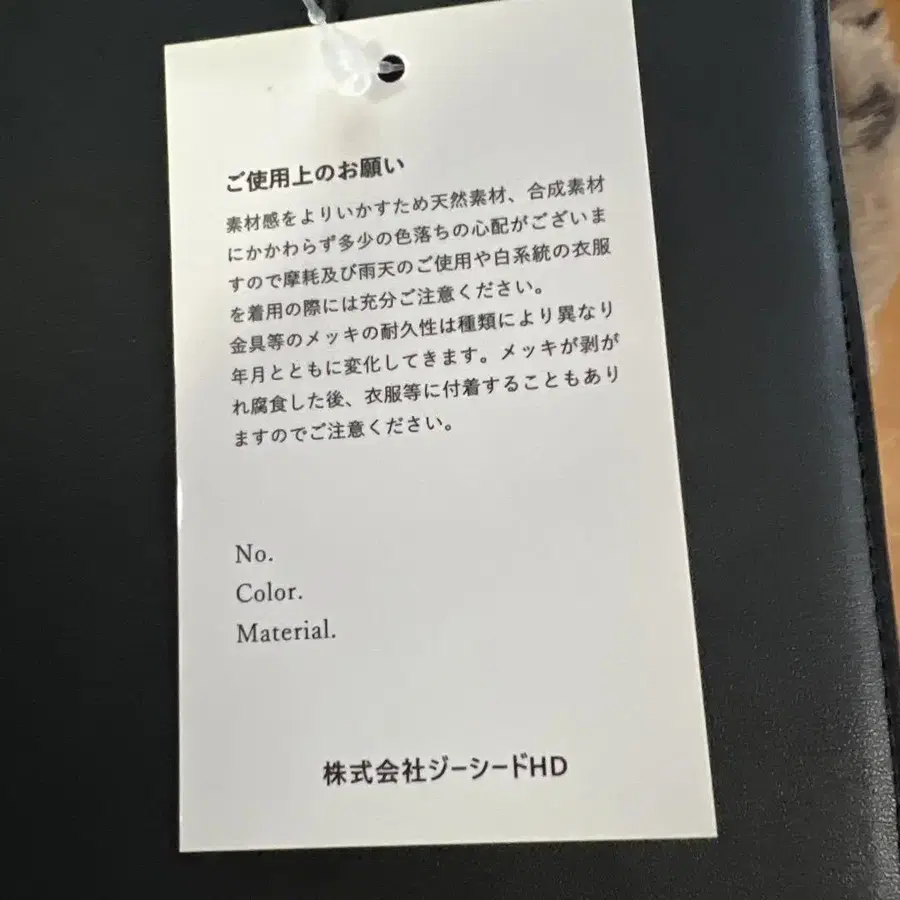 ご使用上のお願い
素材感をよりいかすため天然素材、合成素材
にかかわらず多少の色落ちの心配がございま
すので摩耗及び雨天のご使用や白系統の衣服
を着用の際には充分ご注意ください。
金具等のメッキの耐久性は種類により異なり
年月とともに変化してきます。メッキが剥が
れ腐食した後、衣服等に付着することもあり
ますのでご注意ください。
No.
Color.
Material.
株式会社ジーシードHD